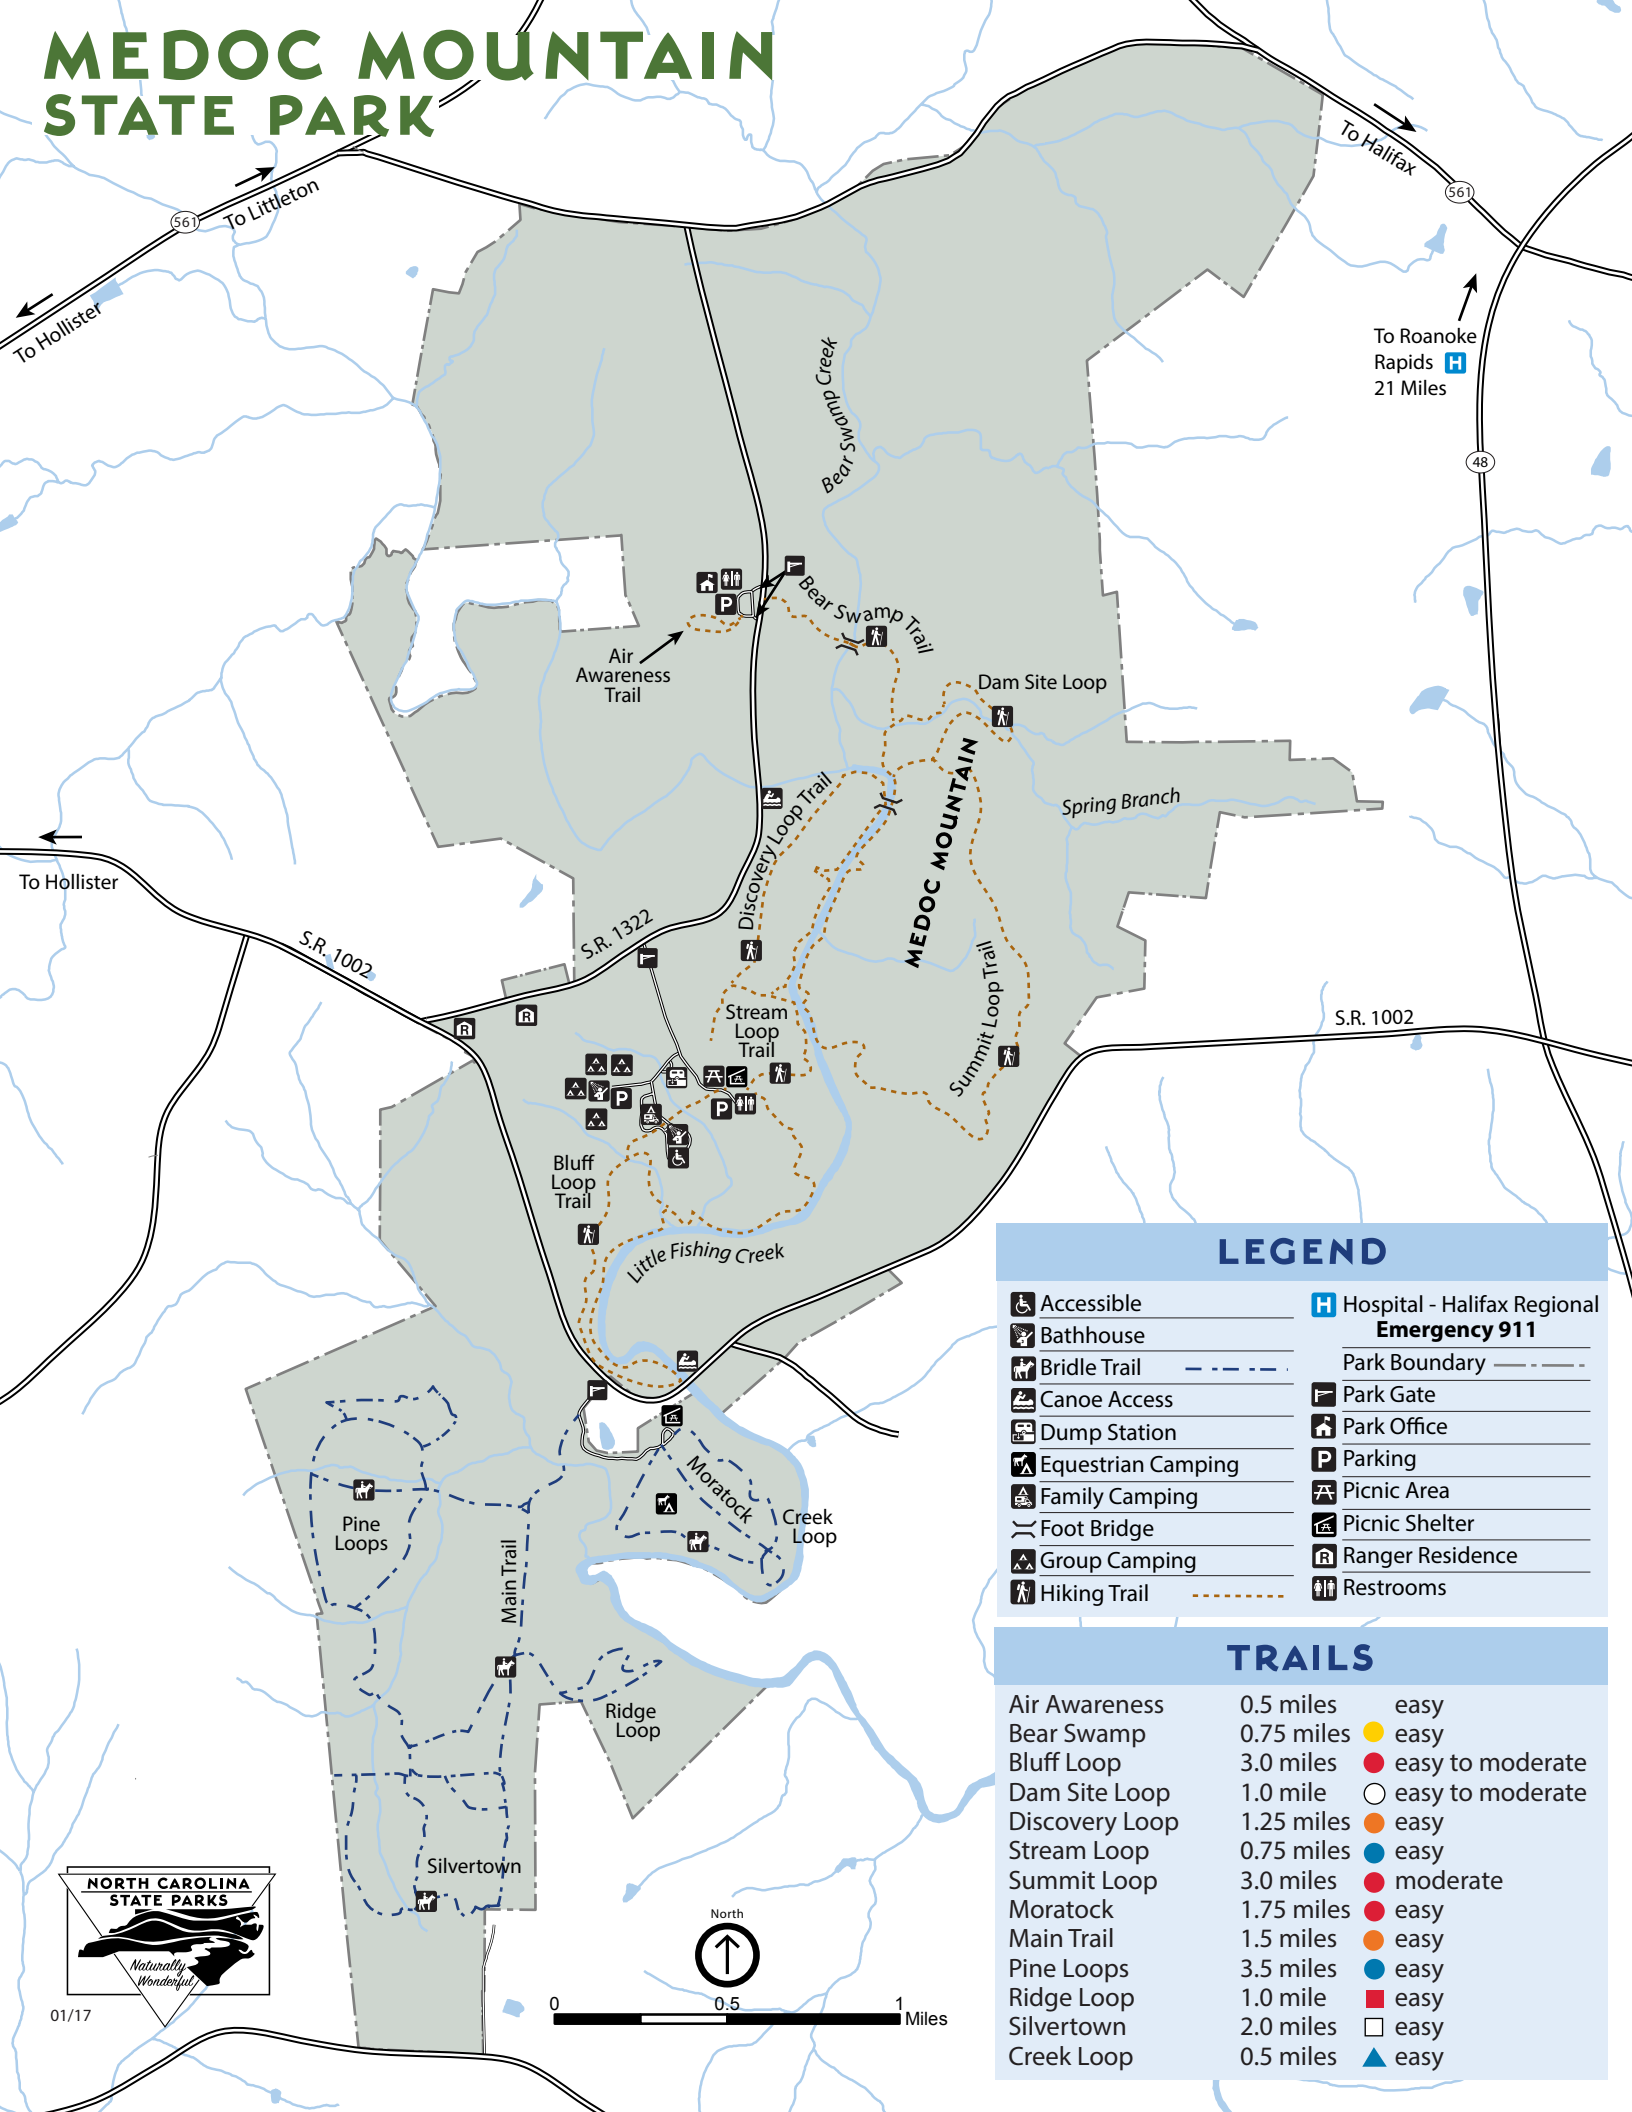 MEDOC MOUNTAIN
STATE PARK
To Halifax
561
561
To Littleton
To Hollister
To Roanoke
Rapids H
21 Miles
48
Bear Swamp Creek
P
Bear Swamp Trail
Air
Awareness
Trail
Dam Site Loop
MEDOC MOUNTAIN
Spring Branch
Discovery Loop Trail
To Hollister
S.R. 1322
S.R. 1002
Summit Loop Trail
R
R
Stream
Loop
Trail
S.R. 1002
P
P
Bluff
Loop
Trail
Little Fishing Creek
Moratock
Creek
Loop
Pine
Loops
Main Trail
Ridge
Loop
Silvertown
LEGEND
Accessible
Bathhouse
Bridle Trail
Canoe Access
Dump Station
Equestrian Camping
Family Camping
Foot Bridge
Group Camping
Hiking Trail
H Hospital - Halifax Regional
Emergency 911
Park Boundary
Park Gate
Park Office
P Parking
Picnic Area
Picnic Shelter
R Ranger Residence
Restrooms
TRAILS
Air Awareness 0.5 miles easy
Bear Swamp 0.75 miles easy
Bluff Loop 3.0 miles easy to moderate
Dam Site Loop 1.0 mile easy to moderate
Discovery Loop 1.25 miles easy
Stream Loop 0.75 miles easy
Summit Loop 3.0 miles moderate
Moratock 1.75 miles easy
Main Trail 1.5 miles easy
Pine Loops 3.5 miles easy
Ridge Loop 1.0 mile easy
Silvertown 2.0 miles easy
Creek Loop 0.5 miles easy
NORTH CAROLINA
STATE PARKS
Naturally
Wonderful
01/17
North
0 0.5 1
Miles